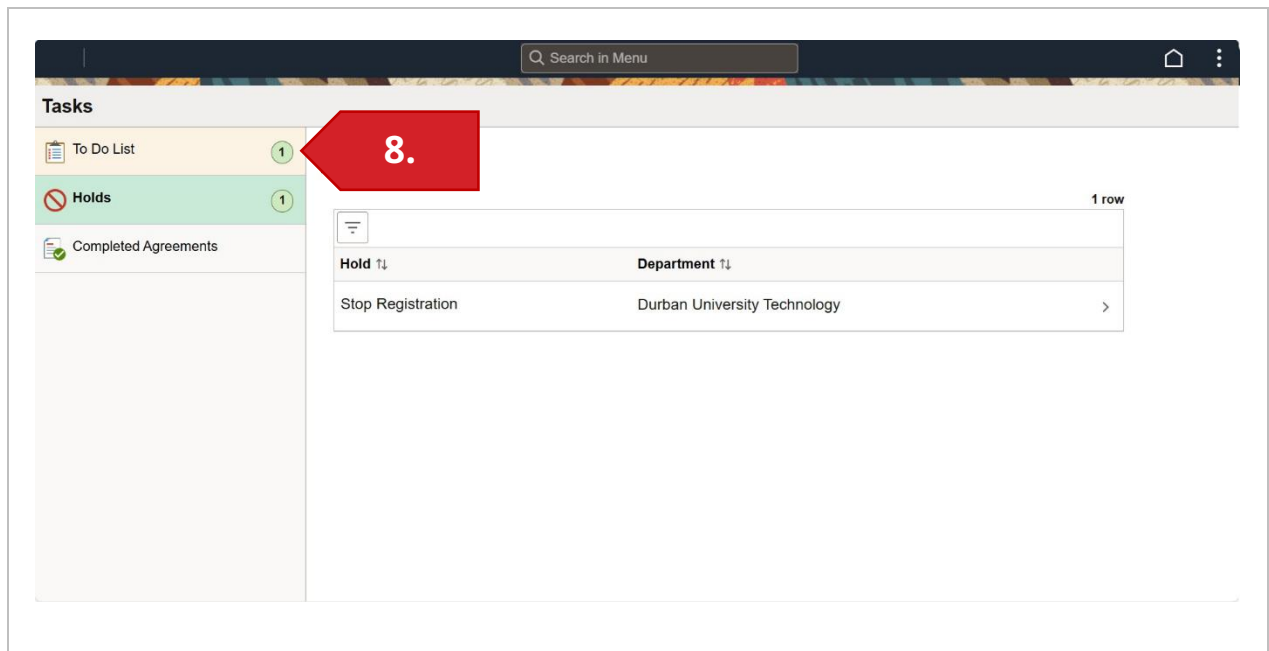 Search in Menu
Tasks
To Do List 1
8.
Holds 1
1 row
Completed Agreements
Hold ↑↓ Department ↑↓
Stop Registration Durban University Technology >